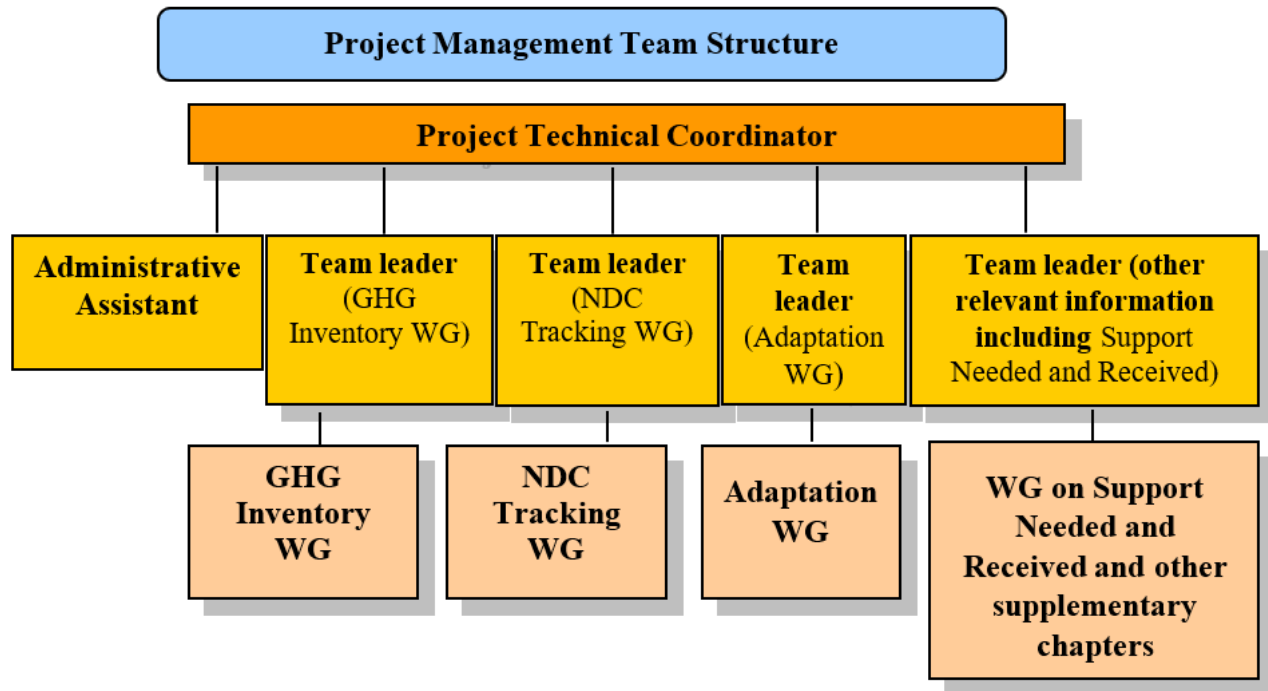 Project Management Team Structure
Project Technical Coordinator
Administrative
Assistant
Team leader
(GHG
Inventory WG)
Team leader
(NDC
Tracking WG)
Team
leader
(Adaptation
WG)
Team leader (other
relevant information
including Support
Needed and Received)
GHG
Inventory
WG
NDC
Tracking
WG
Adaptation
WG
WG on Support
Needed and
Received and other
supplementary
chapters